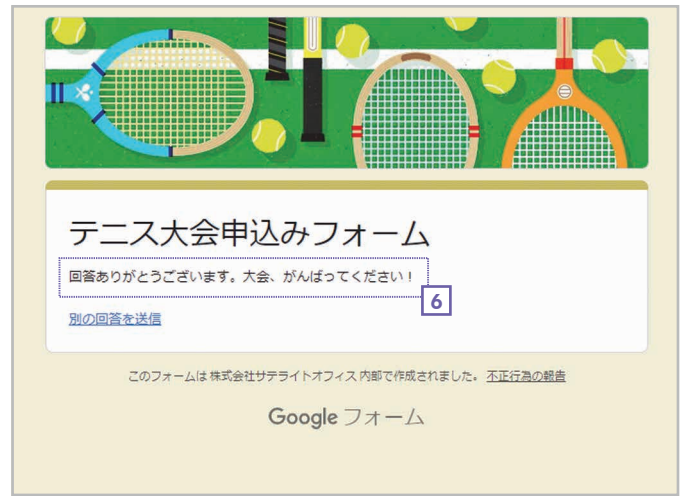 テニス大会申込みフォーム
回答ありがとうございます。大会、がんばってください！
6
別の回答を送信
このフォームは 株式会社サテライトオフィス 内部で作成されました。 不正行為の報告
Google フォーム